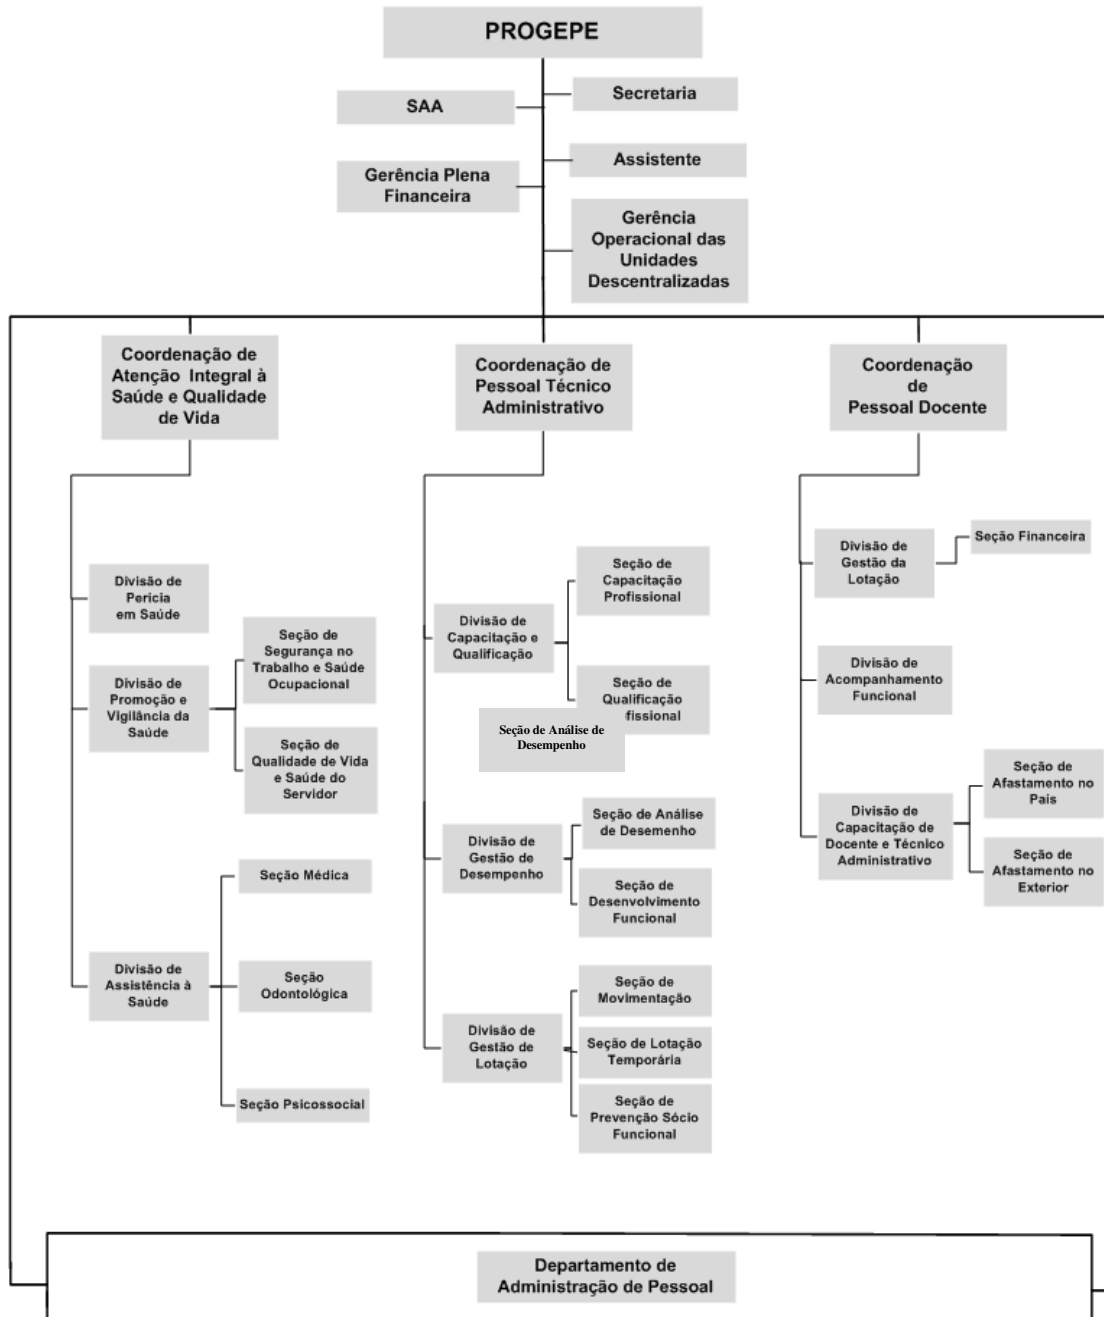 PROGEPE
SAA
Secretaria
Assistente
Gerência Plena
Financeira
Gerência
Operacional das
Unidades
Descentralizadas
Coordenação de
Atenção Integral à
Saúde e Qualidade
de Vida
Coordenação de
Pessoal Técnico
Administrativo
Coordenação
de
Pessoal Docente
Divisão de
Perícia
em Saúde
Divisão de
Promoção e
Vigilância da
Saúde
Seção de
Segurança no
Trabalho e Saúde
Ocupacional
Seção de
Qualidade de Vida
e Saúde do
Servidor
Divisão de
Assistência à
Saúde
Seção Médica
Seção
Odontológica
Seção Psicossocial
Divisão de
Capacitação e
Qualificação
Seção de
Capacitação
Profissional
Seção de
Qualificação
fissional
Seção de Análise de
Desempenho
Divisão de
Gestão de
Desempenho
Seção de Análise
de Desemenho
Seção de
Desenvolvimento
Funcional
Divisão de
Gestão de
Lotação
Seção de
Movimentação
Seção de Lotação
Temporária
Seção de
Prevenção Sócio
Funcional
Divisão de
Gestão da
Lotação
Seção Financeira
Divisão de
Acompanhamento
Funcional
Divisão de
Capacitação de
Docente e Técnico
Administrativo
Seção de
Afastamento no
País
Seção de
Afastamento no
Exterior
Departamento de
Administração de Pessoal